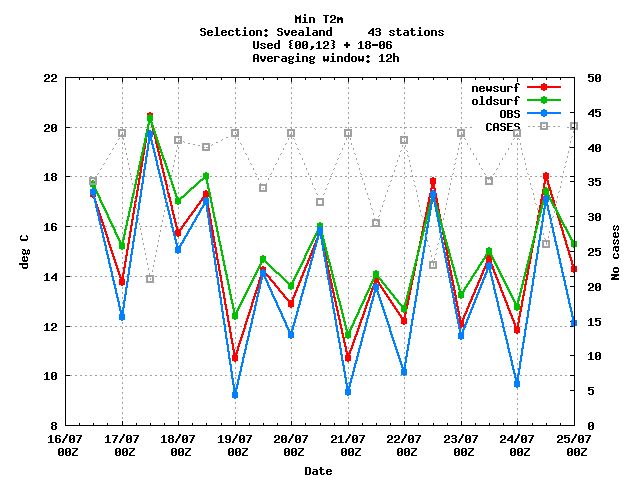 Min T2m
Selection: Svealand     43 stations
Used {00,12} + 18-06
Averaging window: 12h
newsurf
oldsurf
OBS
CASES
22
20
18
16
14
12
10
8
deg C
50
45
40
35
30
25
20
15
10
5
0
No cases
16/07 17/07 18/07 19/07 20/07 21/07 22/07 23/07 24/07 25/07
00Z 00Z 00Z 00Z 00Z 00Z 00Z 00Z 00Z 00Z
Date